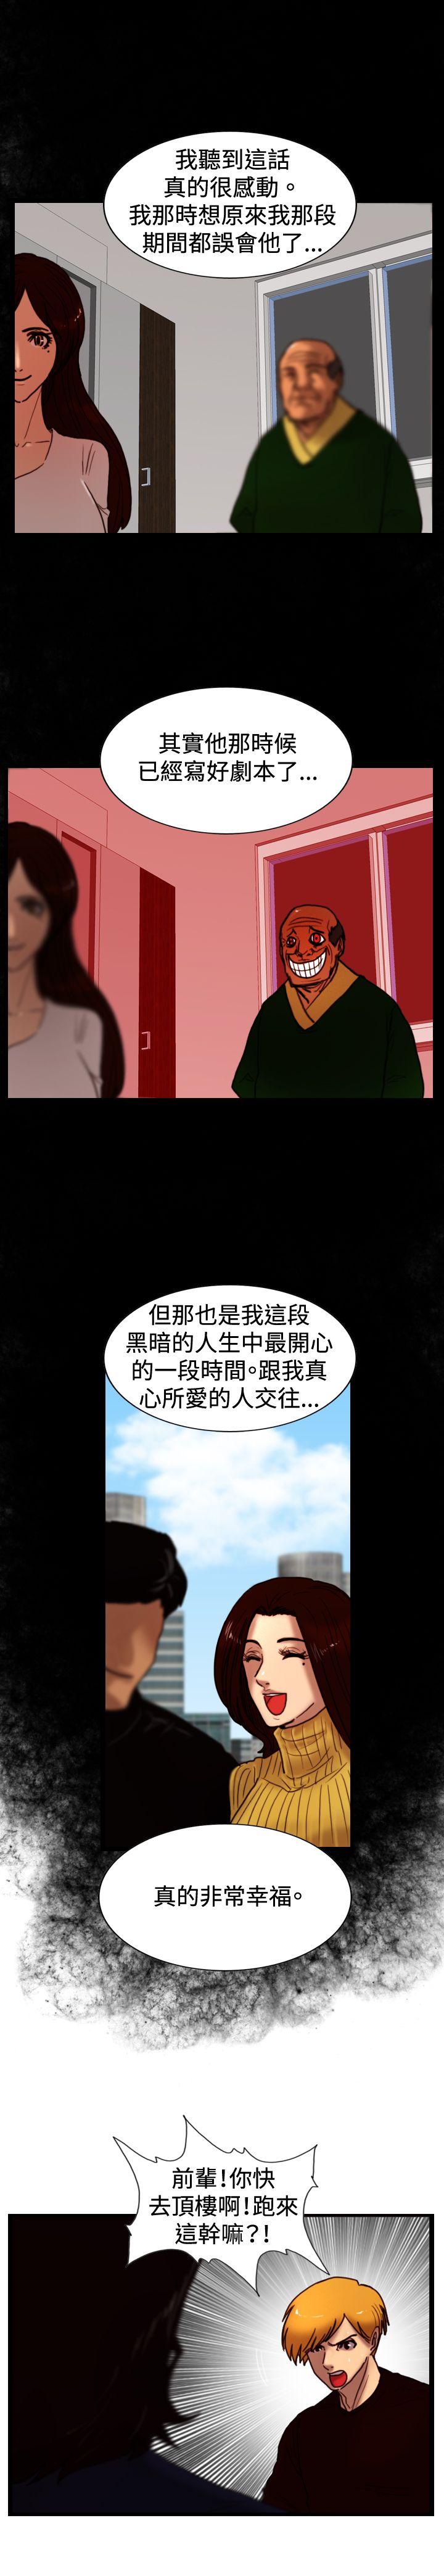 我聽到這話
真的很感動。
我那時想原來我那段
期間都誤會他了...
其實他那時候
已經寫好劇本了...
但那也是我這段
黑暗的人生中最開心
的一段時間。跟我真
心所愛的人交往...
真的非常幸福。
前輩!你快
去頂樓啊!跑來
這幹嘛?!